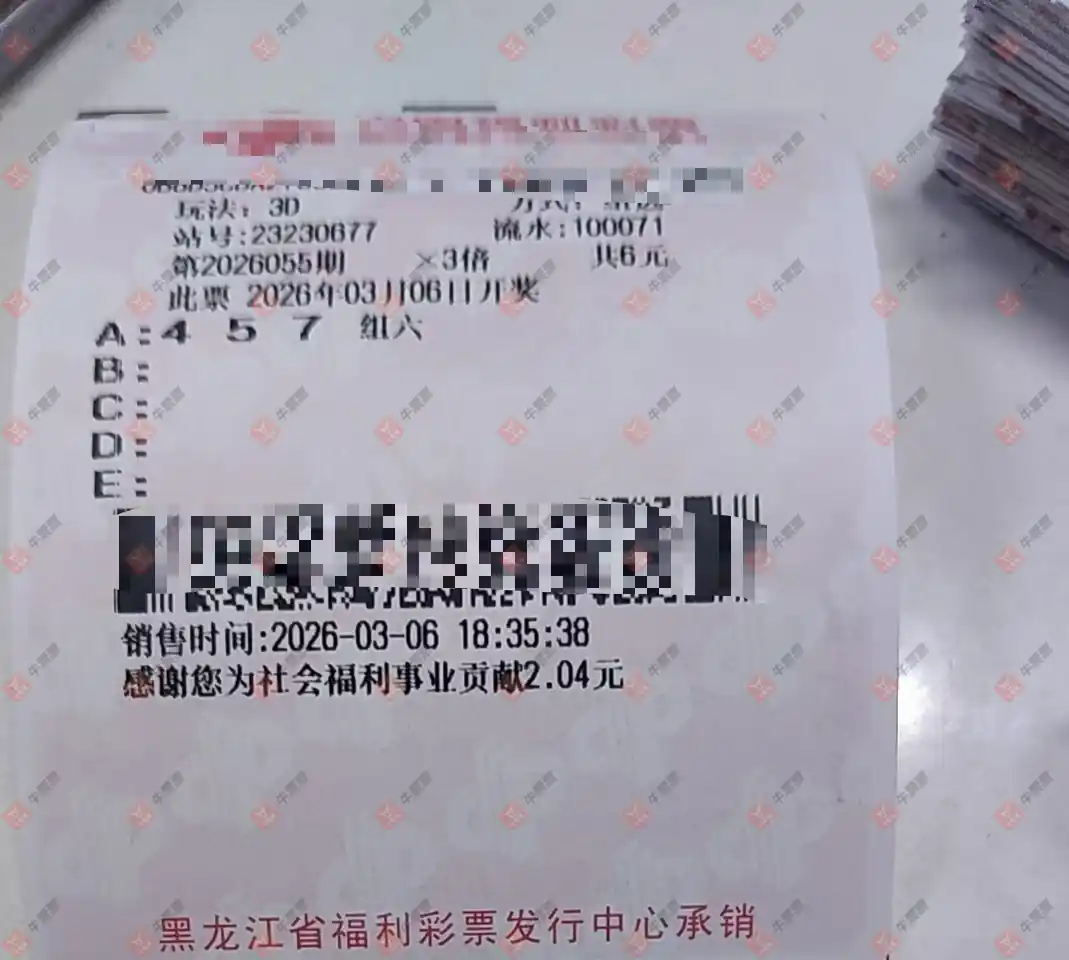 玩法: 3D
站号:23230677 流水:100071
第2026055期 ×3倍 共6元
此票 2026年03月06日开奖
A:4 5 7 组六
B:
C:
D:
E:
销售时间:2026-03-06 18:35:38
感谢您为社会福利事业贡献2.04元
黑龙江省福利彩票发行中心承销